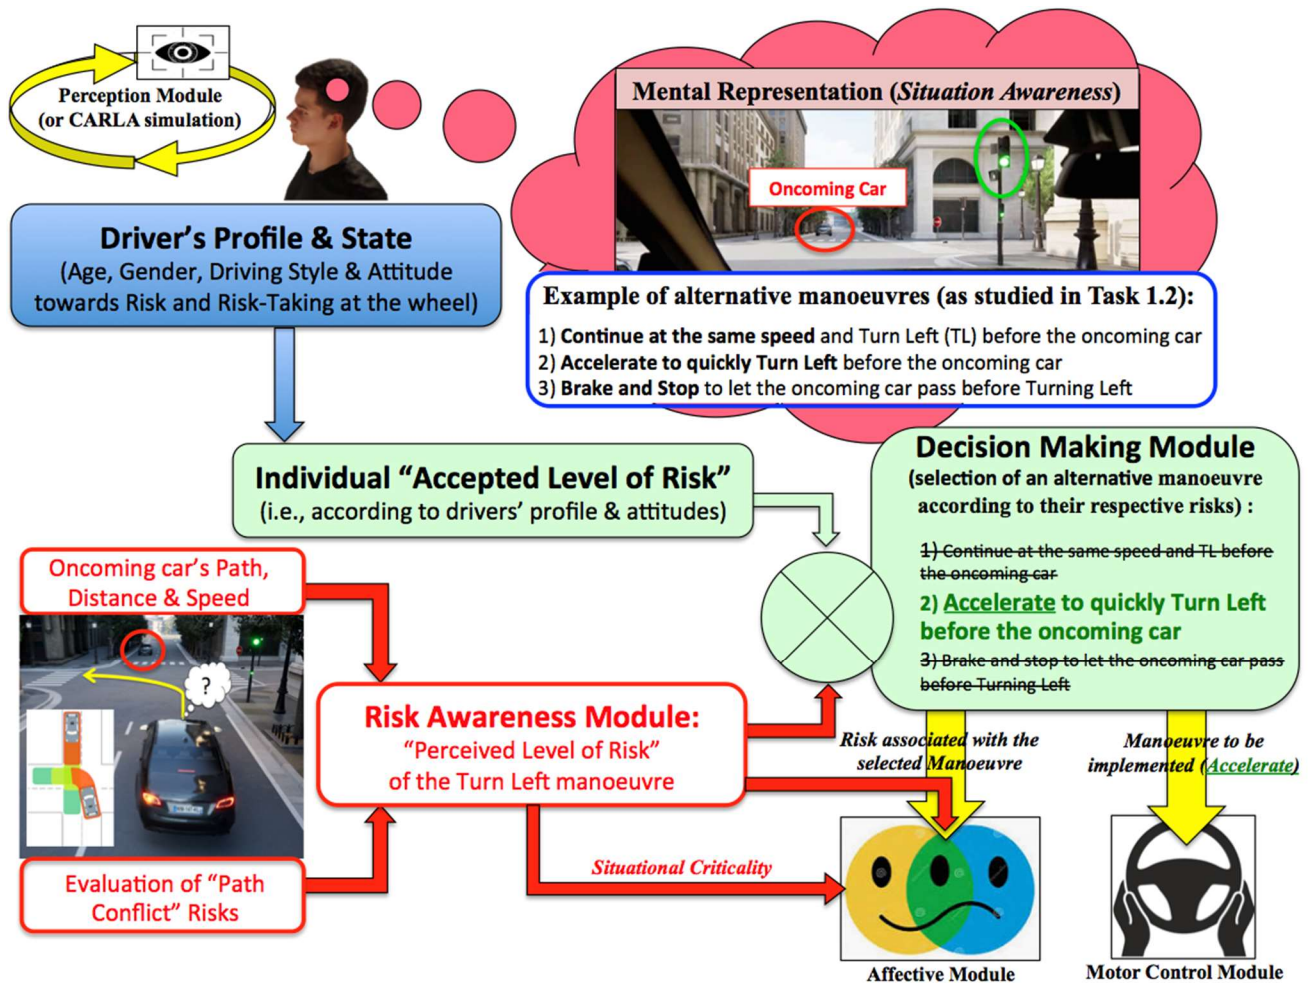 Perception Module
(or CARLA simulation)
Mental Representation (Situation Awareness)
Oncoming Car
Driver's Profile & State
(Age, Gender, Driving Style & Attitude
towards Risk and Risk-Taking at the wheel)
Example of alternative manoeuvres (as studied in Task 1.2):
1) Continue at the same speed and Turn Left (TL) before the oncoming car
2) Accelerate to quickly Turn Left before the oncoming car
3) Brake and Stop to let the oncoming car pass before Turning Left
Individual “Accepted Level of Risk”
(i.e., according to drivers’ profile & attitudes)
Decision Making Module
(selection of an alternative manoeuvre
according to their respective risks) :
1) Continue at the same speed and TL before
the oncoming car
2) Accelerate to quickly Turn Left
before the oncoming car
3) Brake and stop to let the oncoming car pass
before Turning Left
Oncoming car’s Path,
Distance & Speed
?
Risk Awareness Module:
“Perceived Level of Risk”
of the Turn Left manoeuvre
Evaluation of “Path
Conflict” Risks
Risk associated with the
selected Manoeuvre
Manoeuvre to be
implemented (Accelerate)
Situational Criticality
Affective Module
Motor Control Module